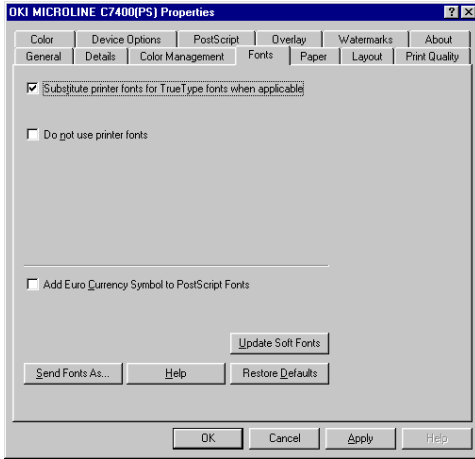 OKI MICROLINE C7400(PS) Properties
Color Device Options PostScript Overlay Watermarks About
General Details Color Management Fonts Paper Layout Print Quality
Substitute printer fonts for TrueType fonts when applicable
Do not use printer fonts
Add Euro Currency Symbol to PostScript Fonts
Update Soft Fonts
Send Fonts As... Help Restore Defaults
OK Cancel Apply Help